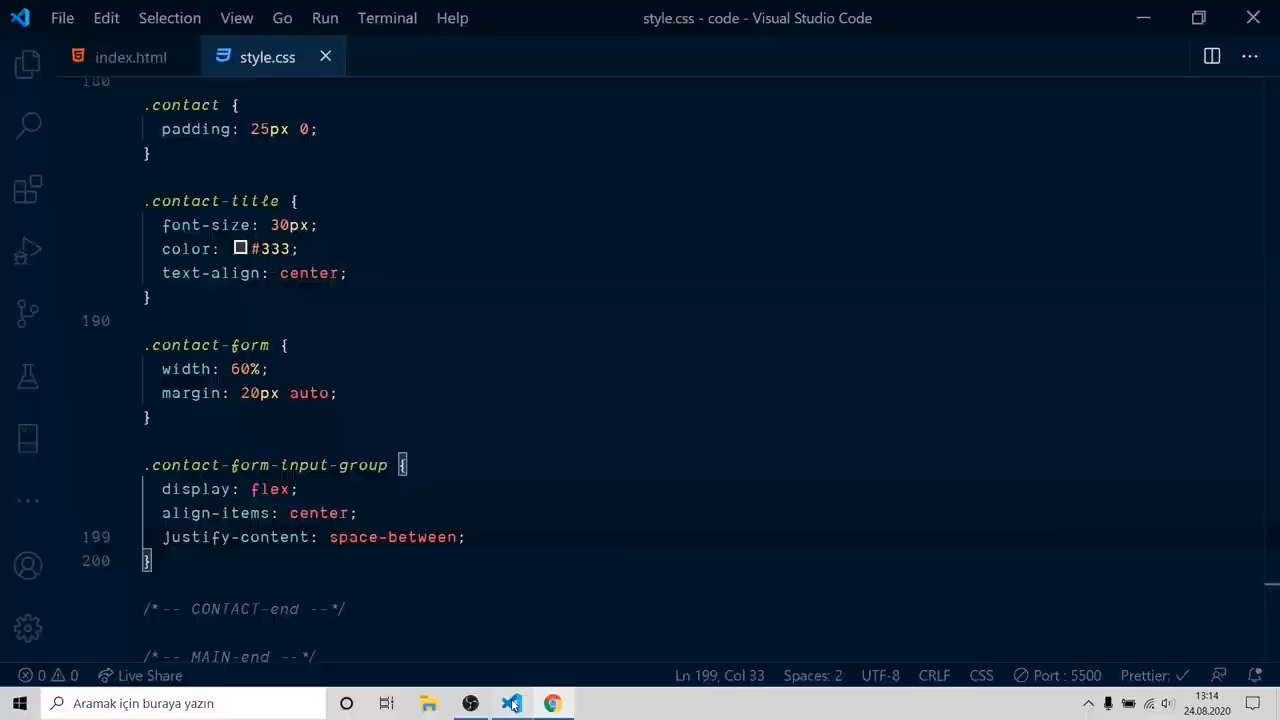 File Edit Selection View Go Run Terminal Help style.css - code - Visual Studio Code
index.html style.css
180
.contact {
padding: 25px 0;
}
.contact-title {
font-size: 30px;
color: #333;
text-align: center;
}
190
.contact-form {
width: 60%;
margin: 20px auto;
}
.contact-form-input-group {
display: flex;
align-items: center;
199 justify-content: space-between;
200 }
/*-- CONTACT-end --*/
/*-- MAIN-end --*/
0 0 Live Share Ln 199, Col 33 Spaces: 2 UTF-8 CRLF CSS Port : 5500 Prettier:
Aramak için buraya yazın 13:14
24.08.2020